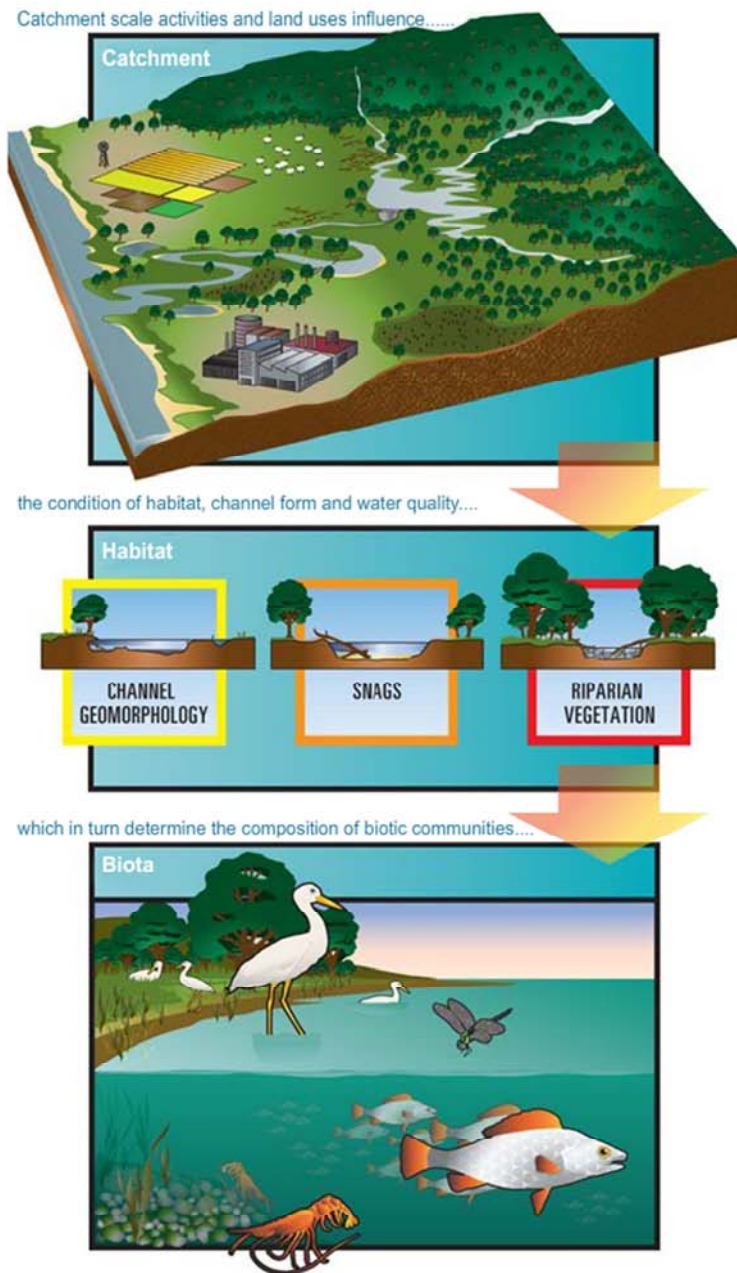 Catchment scale activities and land uses influence......
Catchment
the condition of habitat, channel form and water quality....
Habitat
CHANNEL
GEOMORPHOLOGY
SNAGS
RIPARIAN
VEGETATION
which in turn determine the composition of biotic communities....
Biota